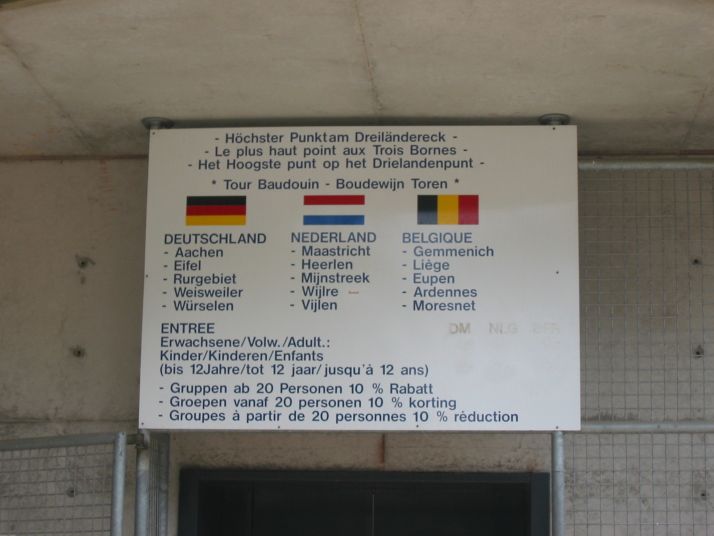 - Höchster Punktam Dreiländereck -
- Le plus haut point aux Trois Bornes -
- Het Hoogste punt op het Drielandenpunt -
* Tour Baudouin - Boudewijn Toren *
DEUTSCHLAND
- Aachen
- Eifel
- Rurgebiet
- Weisweiler
- Würselen
NEDERLAND
- Maastricht
- Heerlen
- Mijnstreek
- Wijlre
- Vijlen
BELGIQUE
- Gemmenich
- Liège
- Eupen
- Ardennes
- Moresnet
ENTREE DM NLG BFR
Erwachsene/Volw./Adult.:
Kinder/Kinderen/Enfants
(bis 12Jahre/tot 12 jaar/jusqu'à 12 ans)
- Gruppen ab 20 Personen 10 % Rabatt
- Groepen vanaf 20 personen 10 % korting
- Groupes à partir de 20 personnes 10 % réduction